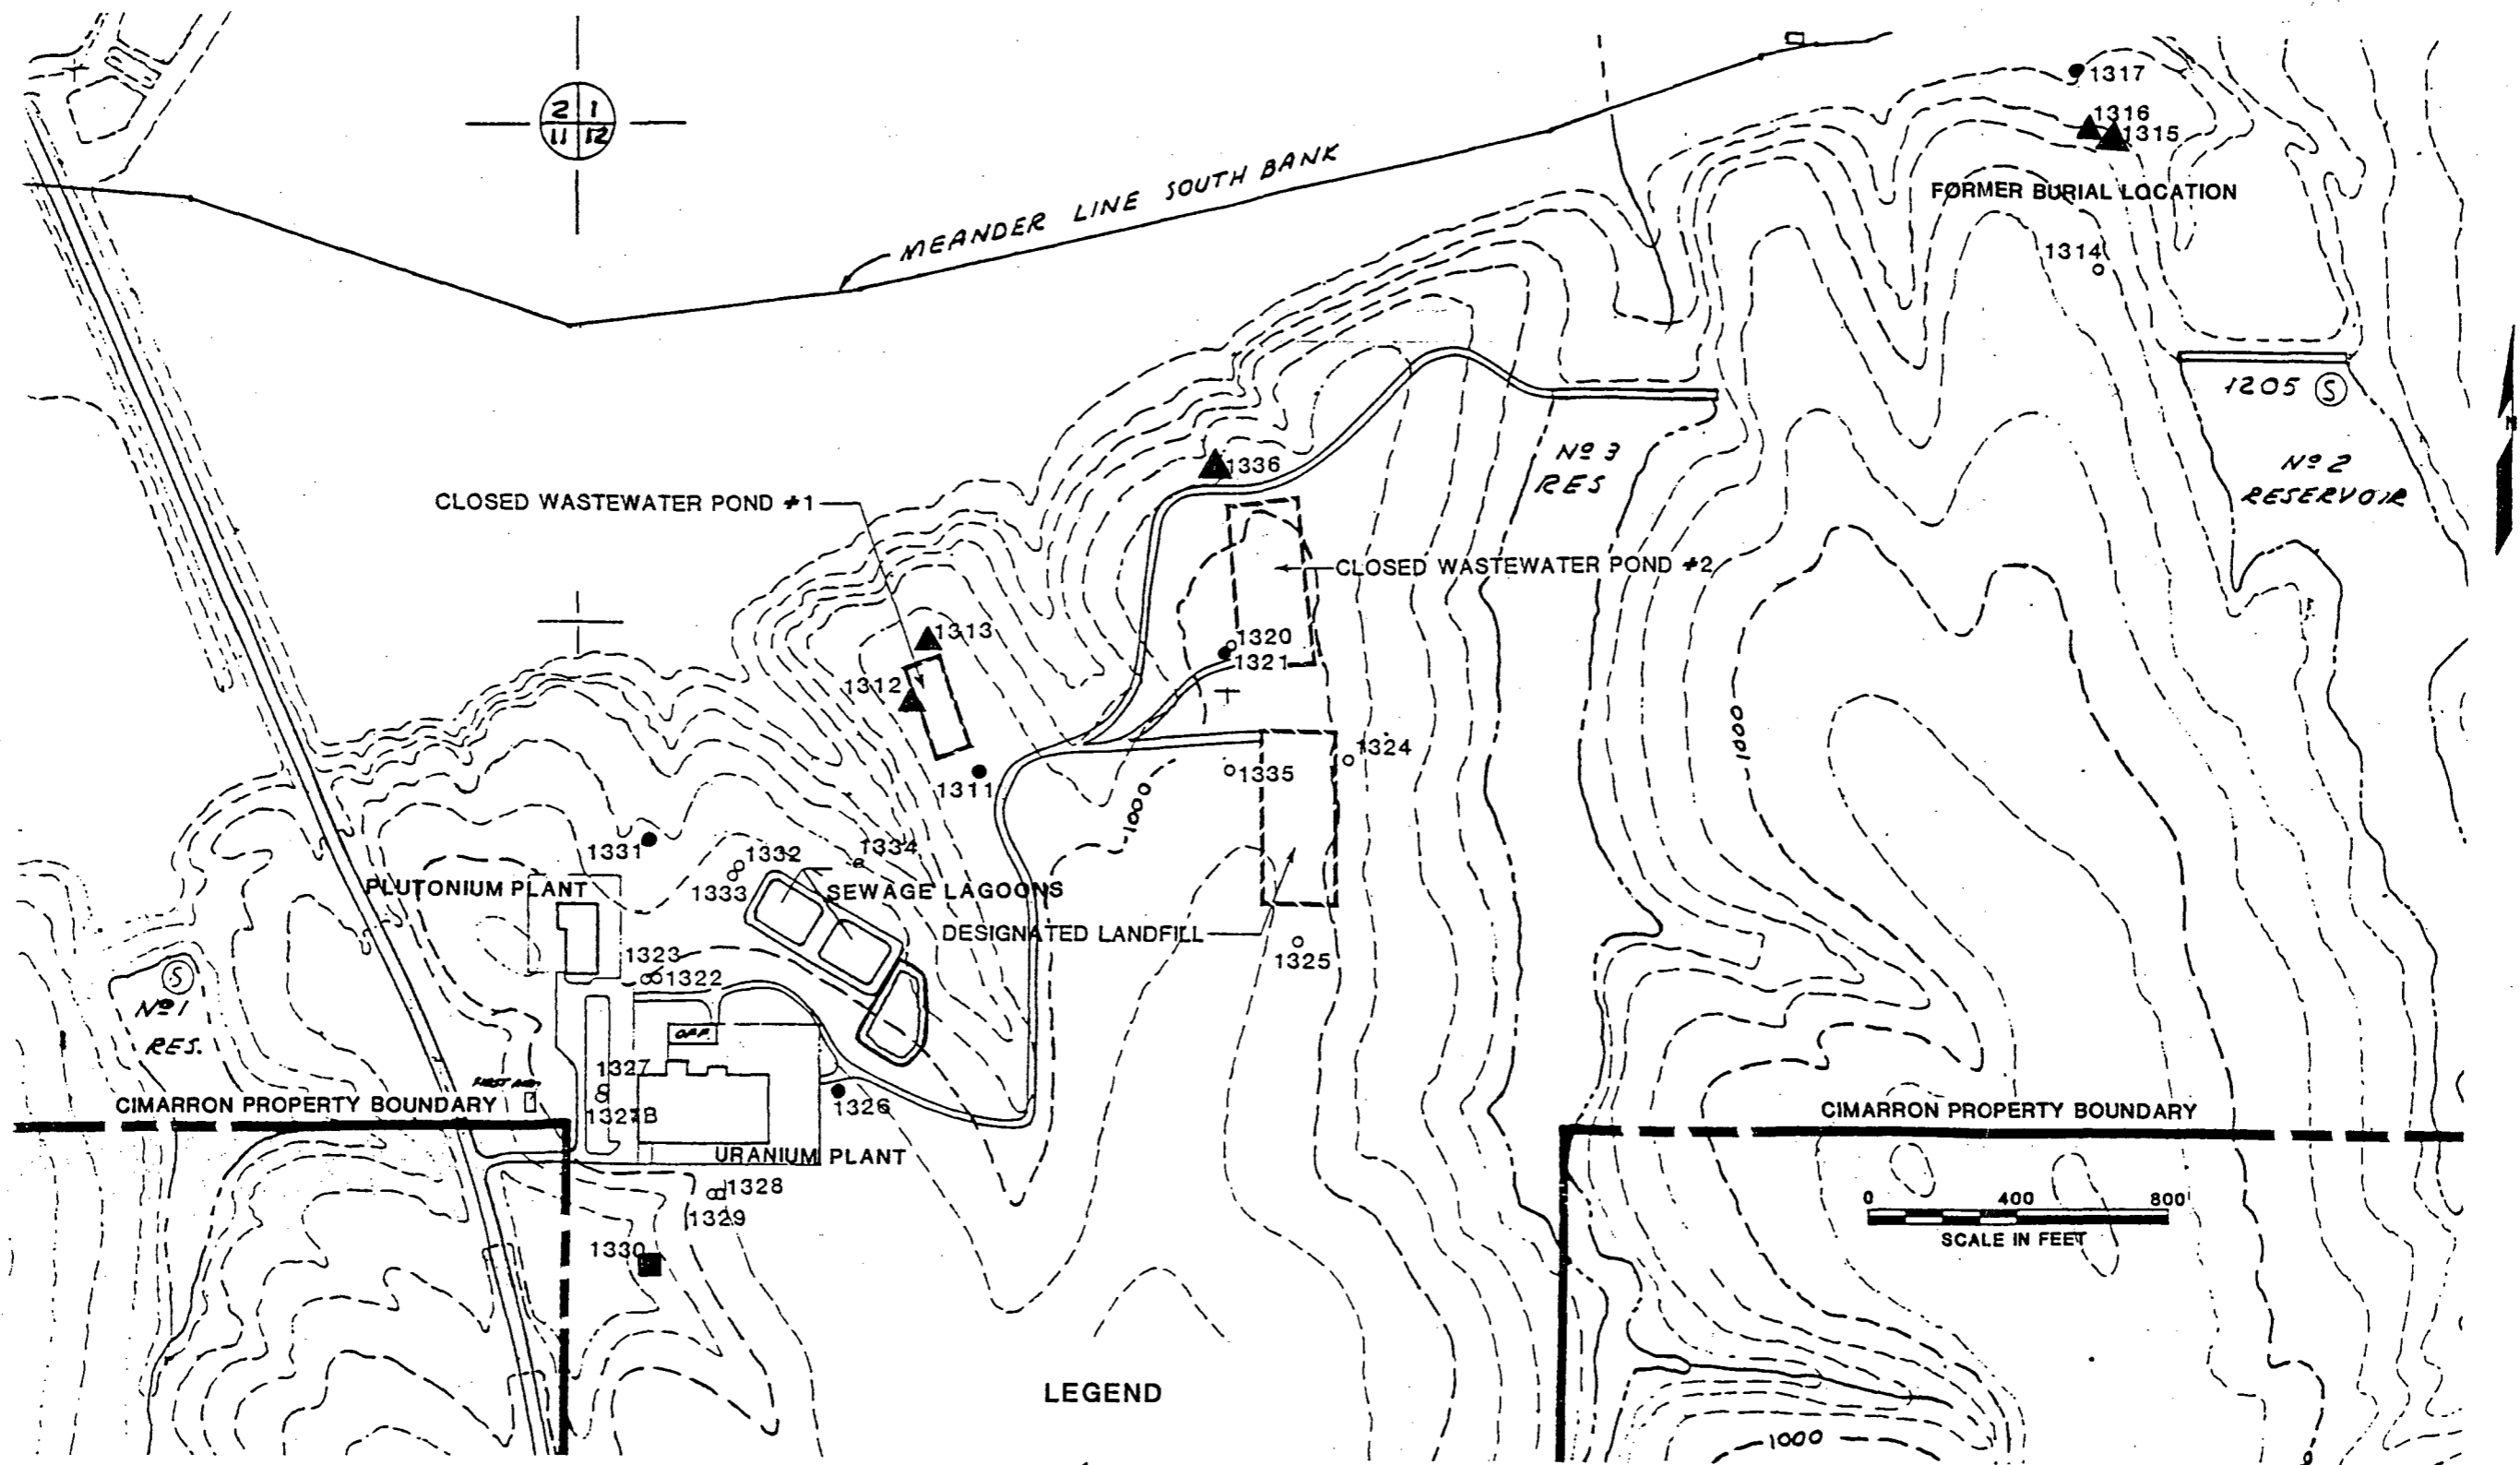 1317
2 1
11 12
1316
1315
MEANDER LINE SOUTH BANK
FORMER BURIAL LOCATION
1314
1205 S
Nº 3
RES
Nº 2
RESERVOIR
N
1336
CLOSED WASTEWATER POND #1
CLOSED WASTEWATER POND #2
1313
1320
1321
1312
1000
1324
1335
1311
1000
1331
1332
1334
1333
PLUTONIUM PLANT
SEWAGE LAGOONS
DESIGNATED LANDFILL
1323
1322
1325
S
Nº 1
RES.
OFF.
1327
FIRST AID
1327B
1326
CIMARRON PROPERTY BOUNDARY
CIMARRON PROPERTY BOUNDARY
URANIUM PLANT
1328
1329
0 400 800
SCALE IN FEET
1330
LEGEND
1000